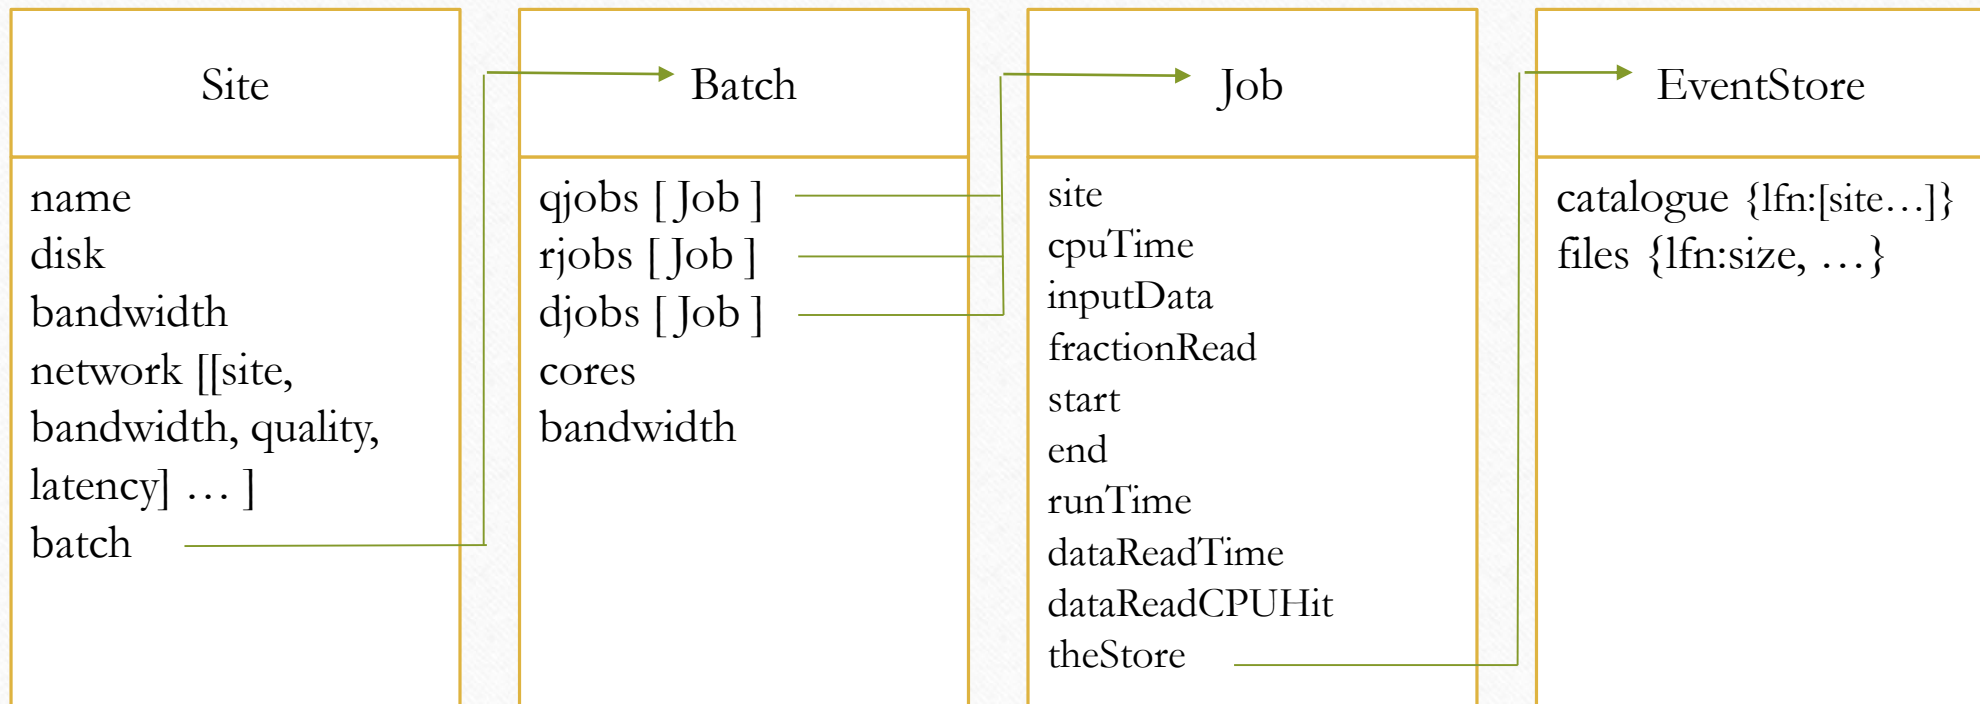 Site
name
disk
bandwidth
network [[site,
bandwidth, quality,
latency] … ]
batch
Batch
qjobs [ Job ]
rjobs [ Job ]
djobs [ Job ]
cores
bandwidth
Job
site
cpuTime
inputData
fractionRead
start
end
runTime
dataReadTime
dataReadCPUHit
theStore
EventStore
catalogue {lfn:[site…]}
files {lfn:size, …}